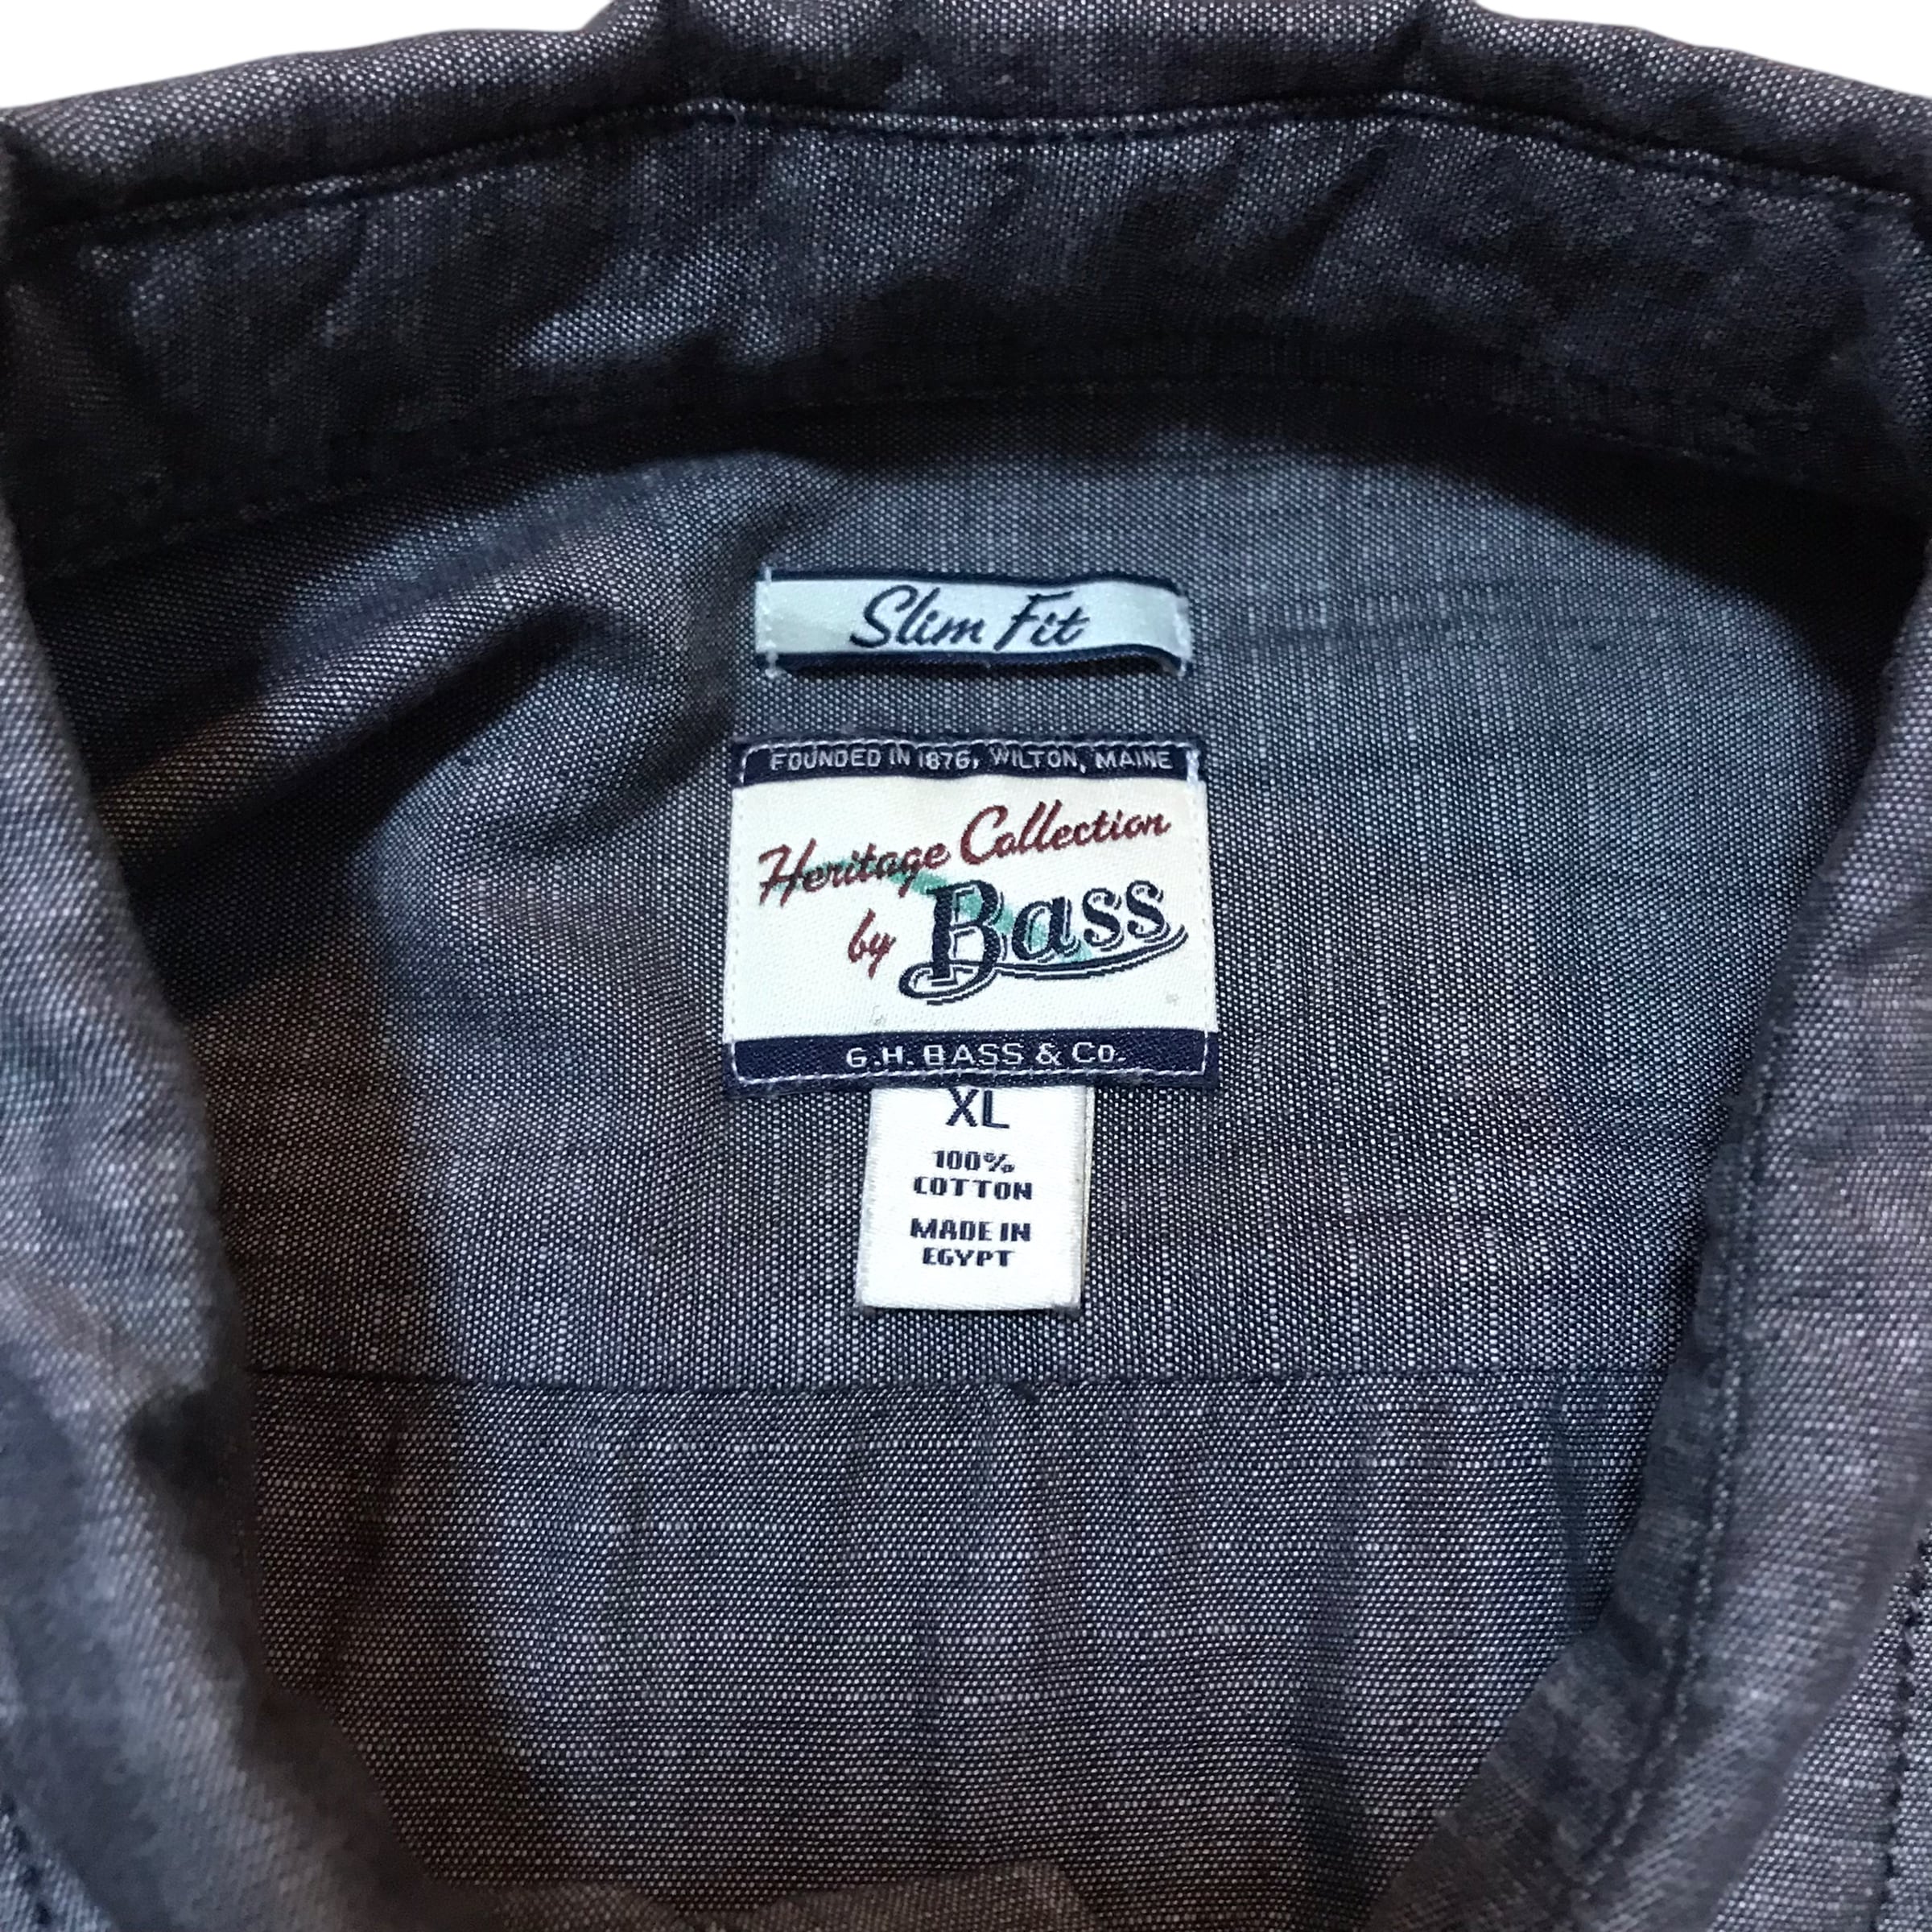 Slim Fit
FOUNDED IN 1876, WILTON, MAINE
Heritage Collection
by Bass
G.H. BASS & Co.
XL
100%
COTTON
MADE IN
EGYPT